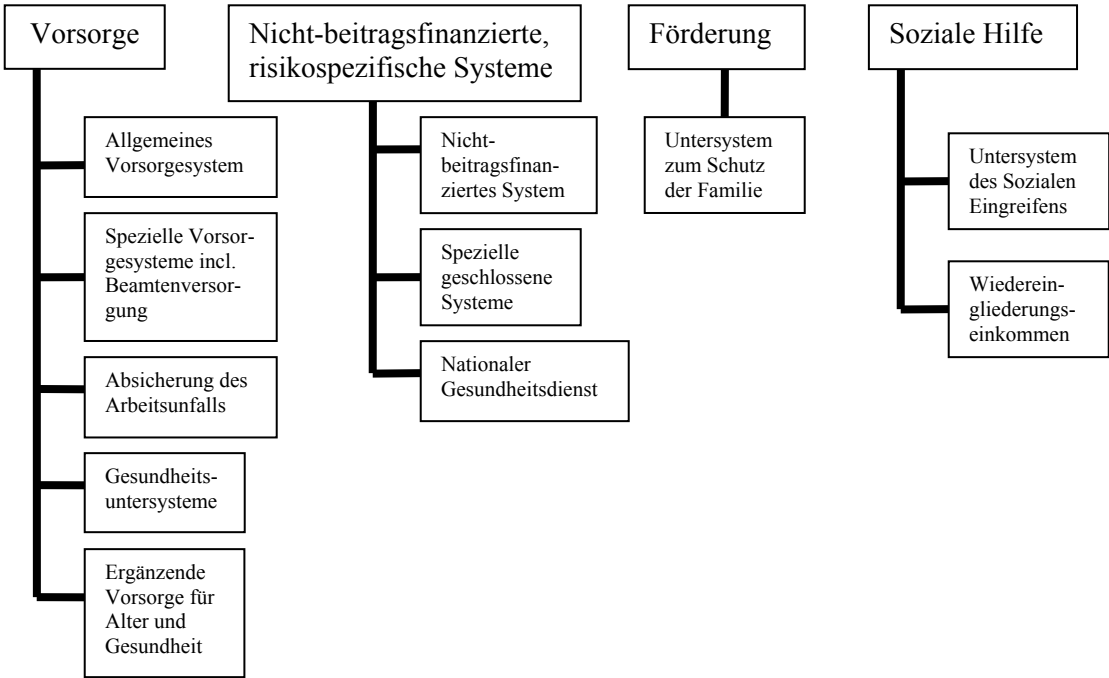 Vorsorge
Allgemeines
Vorsorgesystem
Spezielle Vorsor-
gesysteme incl.
Beamtenversor-
gung
Absicherung des
Arbeitsunfalls
Gesundheits-
untersysteme
Ergänzende
Vorsorge für
Alter und
Gesundheit
Nicht-beitragsfinanzierte,
risikospezifische Systeme
Nicht-
beitragsfinan-
ziertes System
Spezielle
geschlossene
Systeme
Nationaler
Gesundheitsdienst
Förderung
Untersystem
zum Schutz
der Familie
Soziale Hilfe
Untersystem
des Sozialen
Eingreifens
Wiederein-
gliederungs-
einkommen